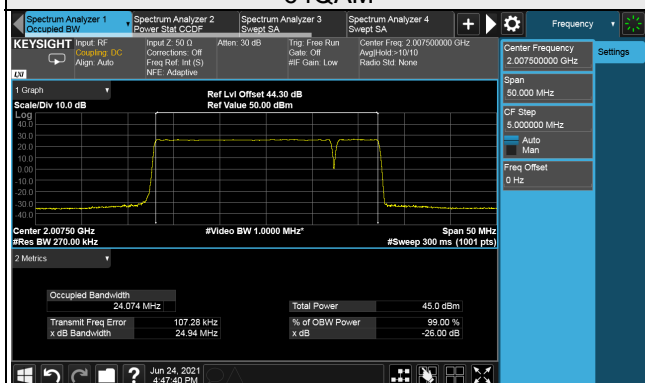 Spectrum Analyzer 1
Occupied BW
Spectrum Analyzer 2
Power Stat CCDF
Spectrum Analyzer 3
Swept SA
Spectrum Analyzer 4
Swept SA
+
Frequency
KEYSIGHT
Input: RF
Coupling: DC
Align: Auto
Input Z: 50 Ω
Corrections: Off
Freq Ref: Int (S)
NFE: Adaptive
Atten: 30 dB
Trig: Free Run
Gate: Off
#IF Gain: Low
Center Freq: 2.007500000 GHz
Avg|Hold:>10/10
Radio Std: None
LXI
Center Frequency
2.007500000 GHz
Settings
Span
50.000 MHz
CF Step
5.000000 MHz
Auto
Man
Freq Offset
0 Hz
1 Graph
Scale/Div 10.0 dB
Ref Lvl Offset 44.30 dB
Ref Value 50.00 dBm
Log
40.0
30.0
20.0
10.0
0.00
-10.0
-20.0
-30.0
-40.0
Center 2.00750 GHz
#Res BW 270.00 kHz
#Video BW 1.0000 MHz*
Span 50 MHz
#Sweep 300 ms (1001 pts)
2 Metrics
Occupied Bandwidth
24.074 MHz
Total Power 45.0 dBm
Transmit Freq Error 107.28 kHz
% of OBW Power 99.00 %
x dB Bandwidth 24.94 MHz
x dB -26.00 dB
?
Jun 24, 2021
4:47:40 PM